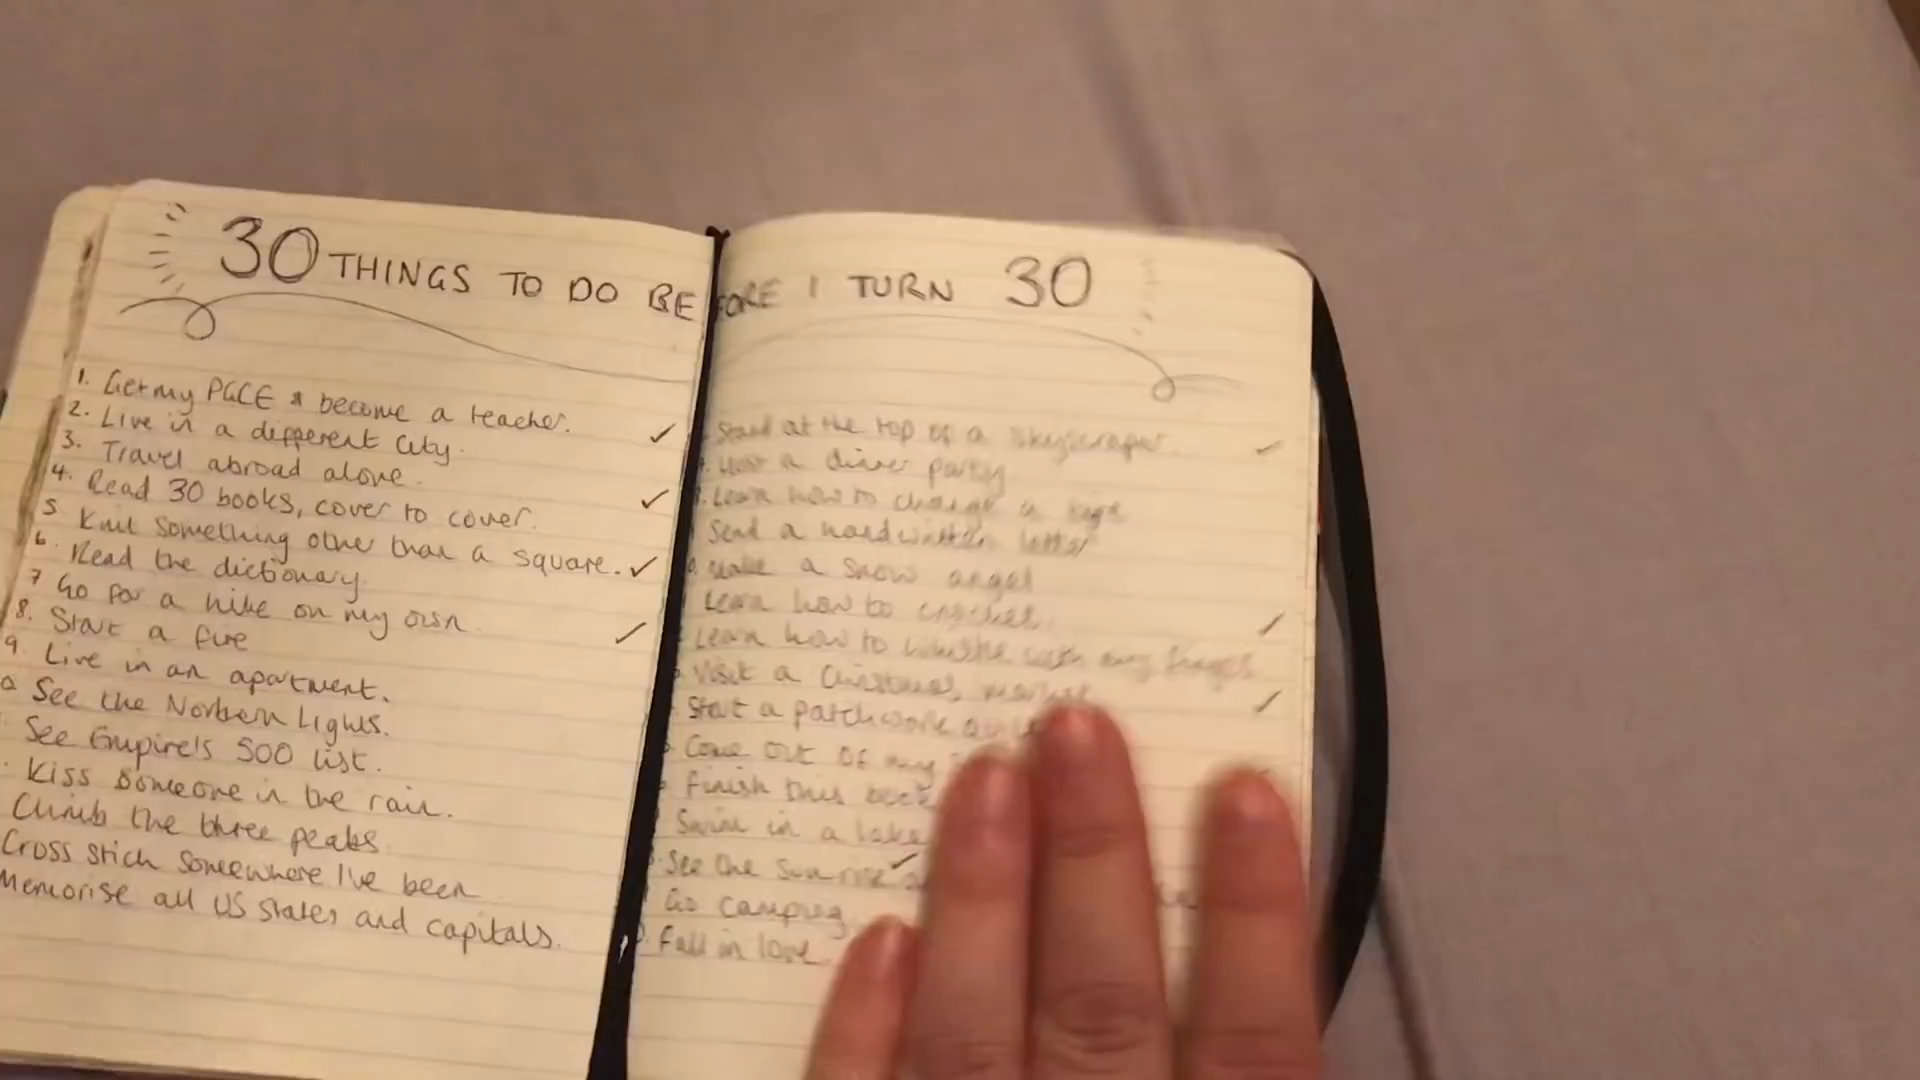 30 THINGS TO DO BEFORE I TURN 30
1. Get my PGCE & become a teacher.
2. Live in a different city. ✓
3. Travel abroad alone.
4. Read 30 books, cover to cover. ✓
5 Knit something other than a square. ✓
6. Read the dictionary.
7 Go for a hike on my own. ✓
8. Start a fire
9. Live in an apartment.
See the Northern Lights.
See Empire's 500 list.
Kiss someone in the rain.
Climb the three peaks
Cross stich somewhere I've been
Memorise all US states and capitals.
Stand at the top of a skyscraper. ✓
Host a dinner party
Learn how to change a
Send a handwritten letter
Make a snow angel
Learn how to crochet. ✓
Learn how to whistle with my fingers
Visit a Christmas market ✓
Start a patchwork
Come out of my
Finish this
Swim in a lake
See the sun rise ✓
Go camping.
Fall in love.